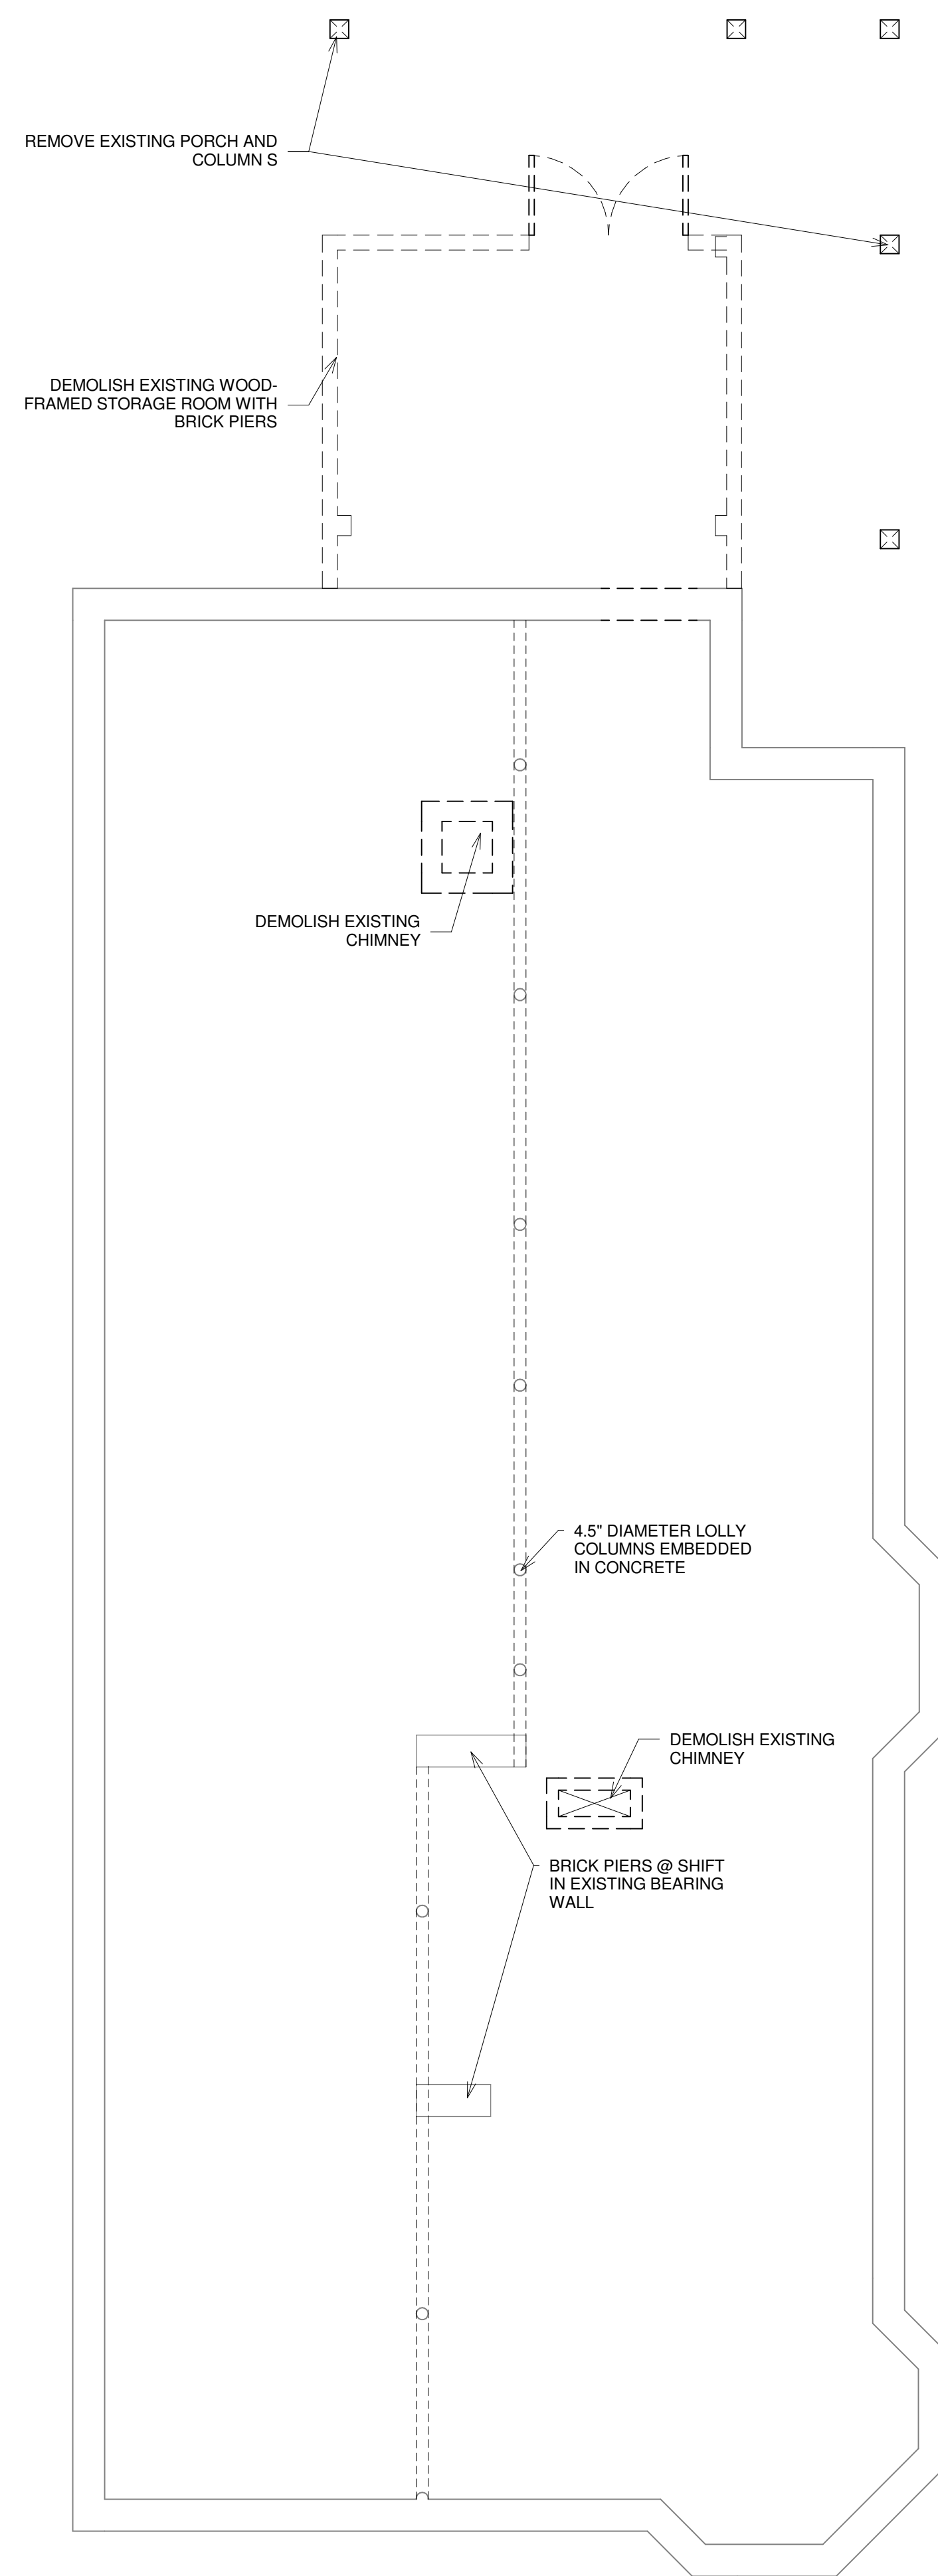 REMOVE EXISTING PORCH AND
COLUMN S
DEMOLISH EXISTING WOOD-
FRAMED STORAGE ROOM WITH
BRICK PIERS
DEMOLISH EXISTING
CHIMNEY
4.5" DIAMETER LOLLY
COLUMNS EMBEDDED
IN CONCRETE
DEMOLISH EXISTING
CHIMNEY
BRICK PIERS @ SHIFT
IN EXISTING BEARING
WALL